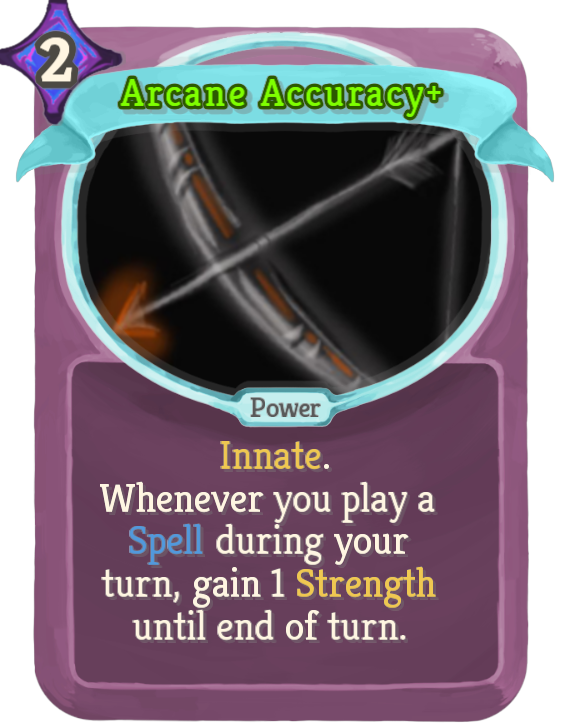 2
Arcane Accuracy+
Power
Innate.
Whenever you play a
Spell during your
turn, gain 1 Strength
until end of turn.